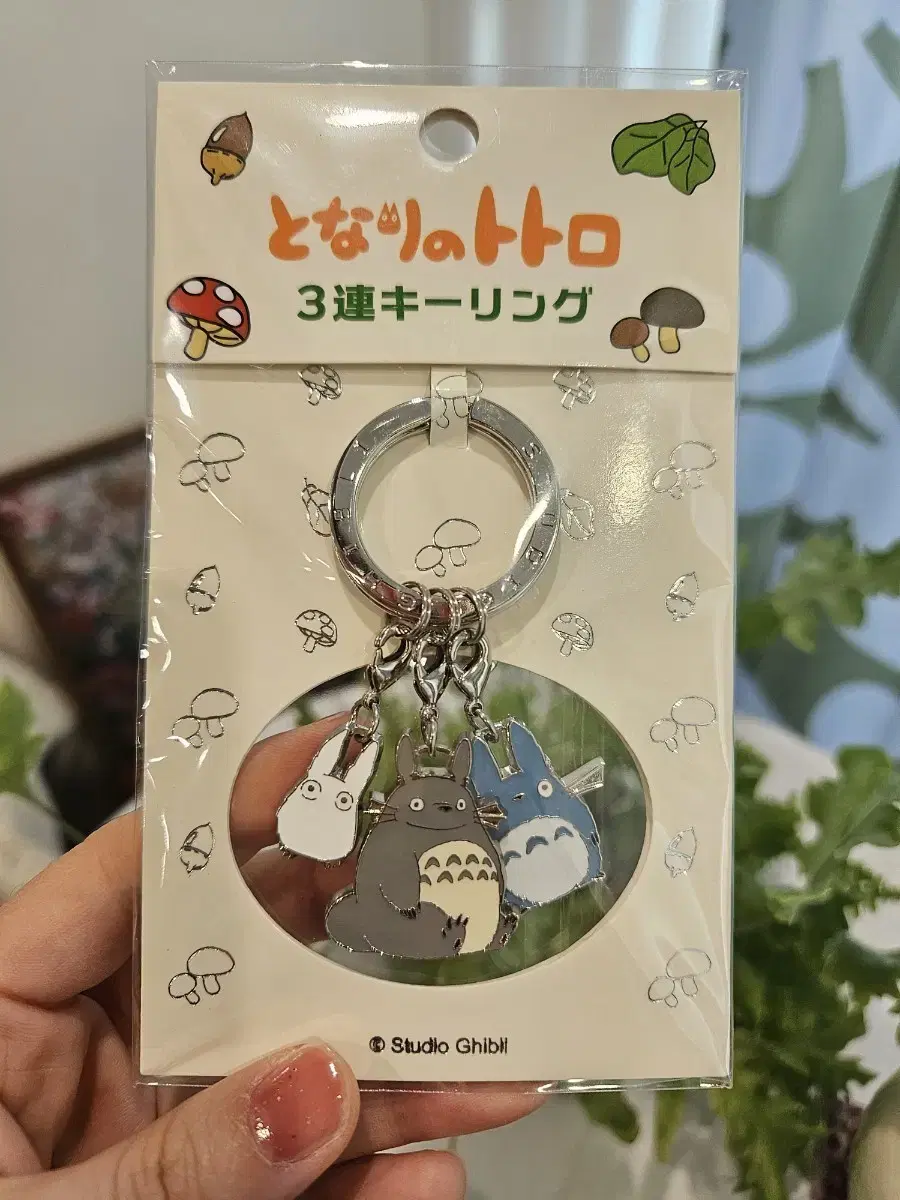 となりのトトロ
3連キーリング
© Studio Ghibli